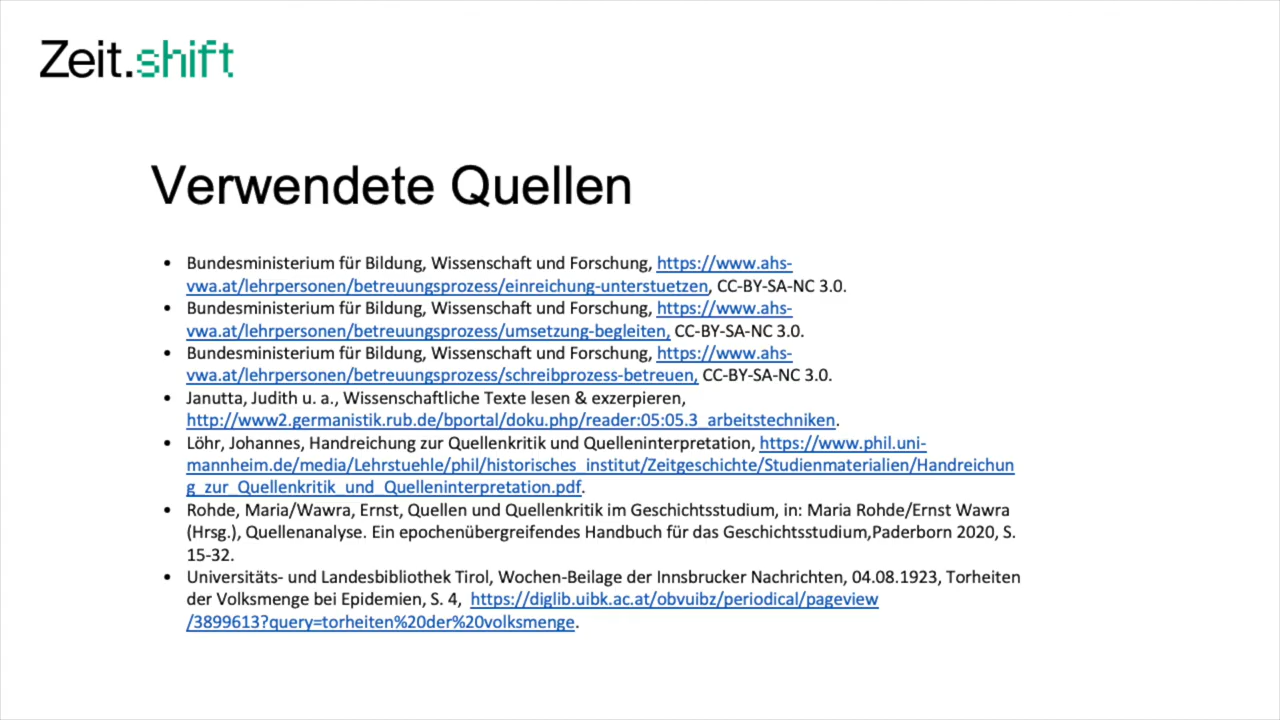 Zeit.shift
Verwendete Quellen
• Bundesministerium für Bildung, Wissenschaft und Forschung, https://www.ahs-
vwa.at/lehrpersonen/betreuungsprozess/einreichung-unterstuetzen, CC-BY-SA-NC 3.0.
• Bundesministerium für Bildung, Wissenschaft und Forschung, https://www.ahs-
vwa.at/lehrpersonen/betreuungsprozess/umsetzung-begleiten, CC-BY-SA-NC 3.0.
• Bundesministerium für Bildung, Wissenschaft und Forschung, https://www.ahs-
vwa.at/lehrpersonen/betreuungsprozess/schreibprozess-betreuen, CC-BY-SA-NC 3.0.
• Janutta, Judith u. a., Wissenschaftliche Texte lesen & exzerpieren,
http://www2.germanistik.rub.de/bportal/doku.php/reader:05:05.3_arbeitstechniken.
• Löhr, Johannes, Handreichung zur Quellenkritik und Quelleninterpretation, https://www.phil.uni-
mannheim.de/media/Lehrstuehle/phil/historisches_institut/Zeitgeschichte/Studienmaterialien/Handreichun
g_zur_Quellenkritik_und_Quelleninterpretation.pdf.
• Rohde, Maria/Wawra, Ernst, Quellen und Quellenkritik im Geschichtsstudium, in: Maria Rohde/Ernst Wawra
(Hrsg.), Quellenanalyse. Ein epochenübergreifendes Handbuch für das Geschichtsstudium,Paderborn 2020, S.
15-32.
• Universitäts- und Landesbibliothek Tirol, Wochen-Beilage der Innsbrucker Nachrichten, 04.08.1923, Torheiten
der Volksmenge bei Epidemien, S. 4, https://diglib.uibk.ac.at/obvuibz/periodical/pageview
/3899613?query=torheiten%20der%20volksmenge.